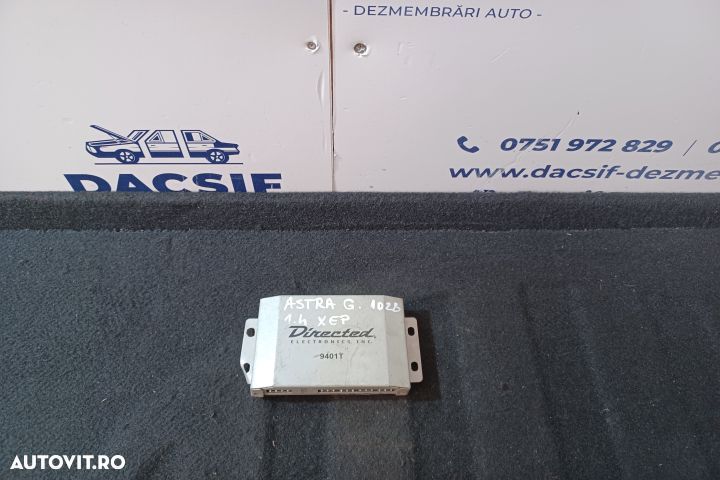 - DEZMEMBRĂRI AUTO -
DACSIF
0751 972 829 /
www.dacsif-dezme
ASTRA G. 102B
1.4 XEP
Directed
ELECTRONICS, INC.
9401T
AUTOVIT.RO